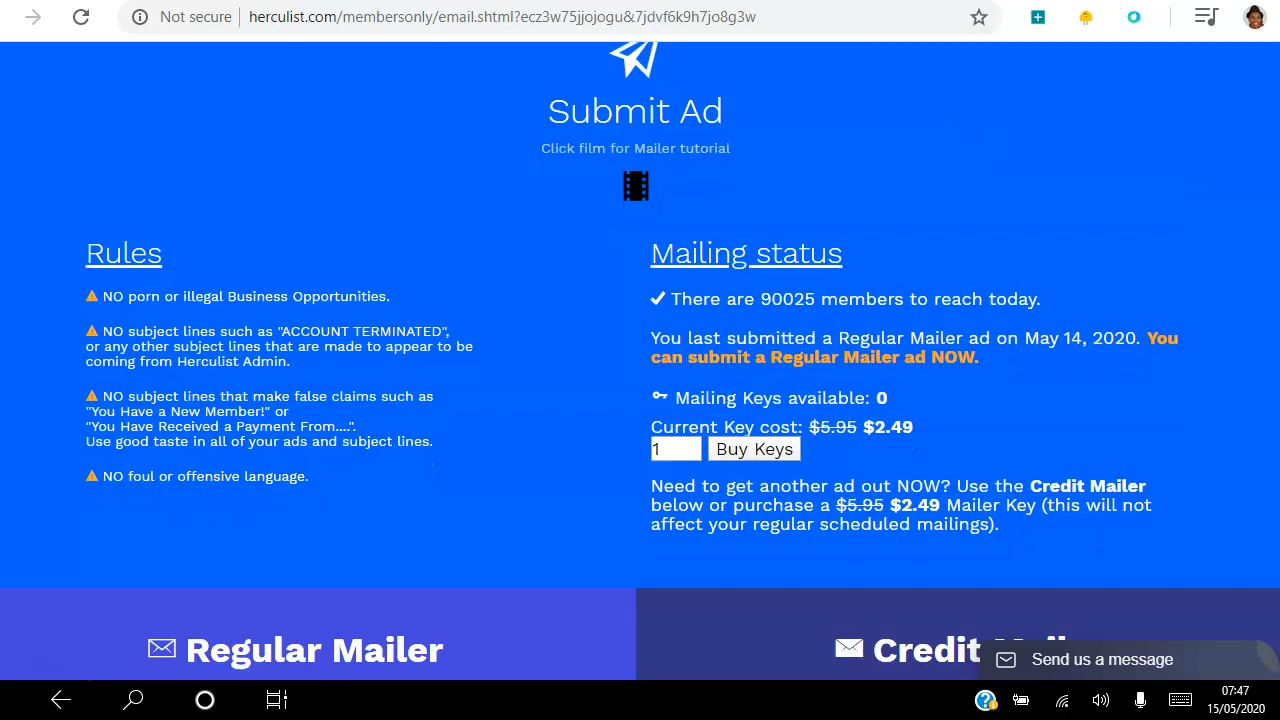 Not secure
herculist.com/membersonly/email.shtm?ecz3w75jjojogu&7jdvf6k9h7jo8g3w
Submit Ad
Click film for Mailer tutorial
Rules
NO porn or illegal Business Opportunities.
NO subject lines such as "ACCOUNT TERMINATED",
or any other subject lines that are made to appear to be
coming from Herculist Admin.
NO subject lines that make false claims such as
"You Have a New Member!" or
"You Have Received a Payment From....".
Use good taste in all of your ads and subject lines.
NO foul or offensive language.
Mailing status
There are 90025 members to reach today.
You last submitted a Regular Mailer ad on May 14, 2020. You
can submit a Regular Mailer ad NOW.
Mailing Keys available: 0
Current Key cost: $5.95 $2.49
1
Buy Keys
Need to get another ad out NOW? Use the Credit Mailer
below or purchase a $5.95 $2.49 Mailer Key (this will not
affect your regular scheduled mailings).
Regular Mailer
Credit
Send us a message
07:47
15/05/2020